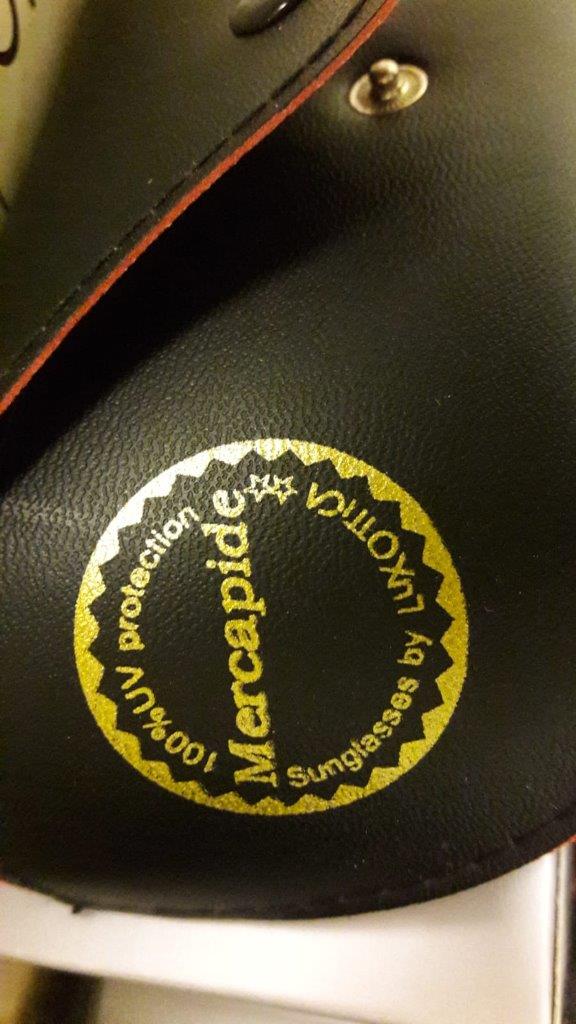 100%UV protection
Mercapide
Sunglasses by LUXOTTICA